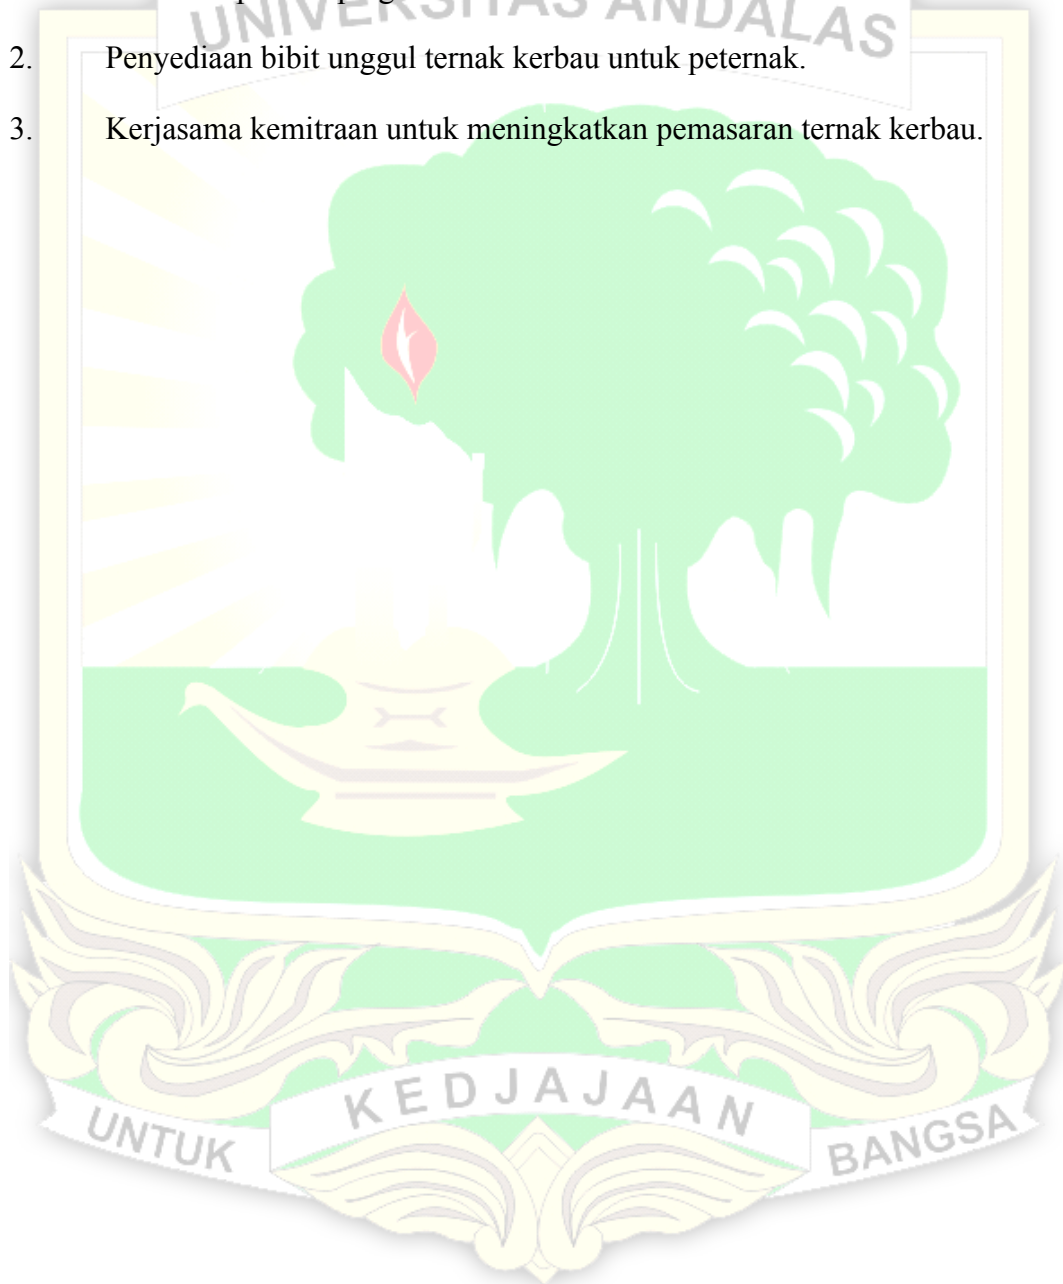 UNIVERSITAS ANDALAS
2. Penyediaan bibit unggul ternak kerbau untuk peternak.
3. Kerjasama kemitraan untuk meningkatkan pemasaran ternak kerbau.
KEDJAJAAN
UNTUK BANGSA